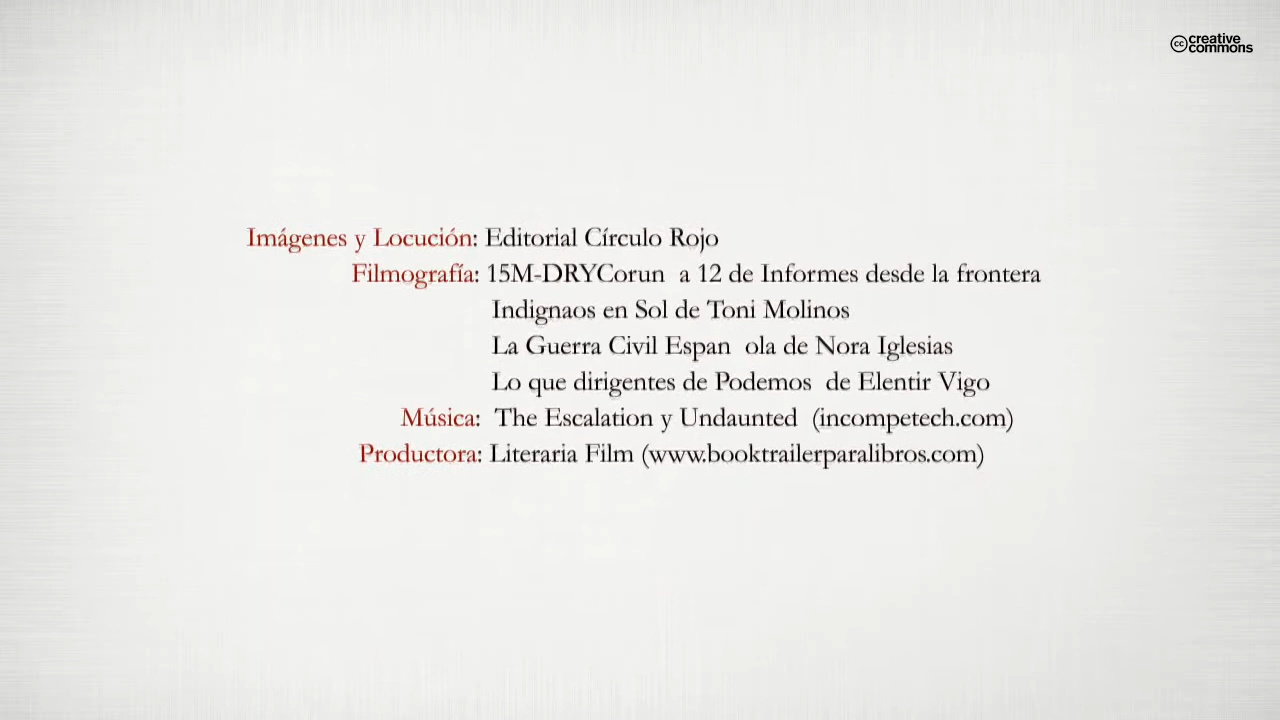 creative
commons
Imágenes y Locución: Editorial Círculo Rojo
Filmografía: 15M-DRYCorun a 12 de Informes desde la frontera
Indignaos en Sol de Toni Molinos
La Guerra Civil Espan ola de Nora Iglesias
Lo que dirigentes de Podemos de Elentir Vigo
Música: The Escalation y Undaunted (incompetech.com)
Productora: Literaria Film (www.booktrailerparalibros.com)